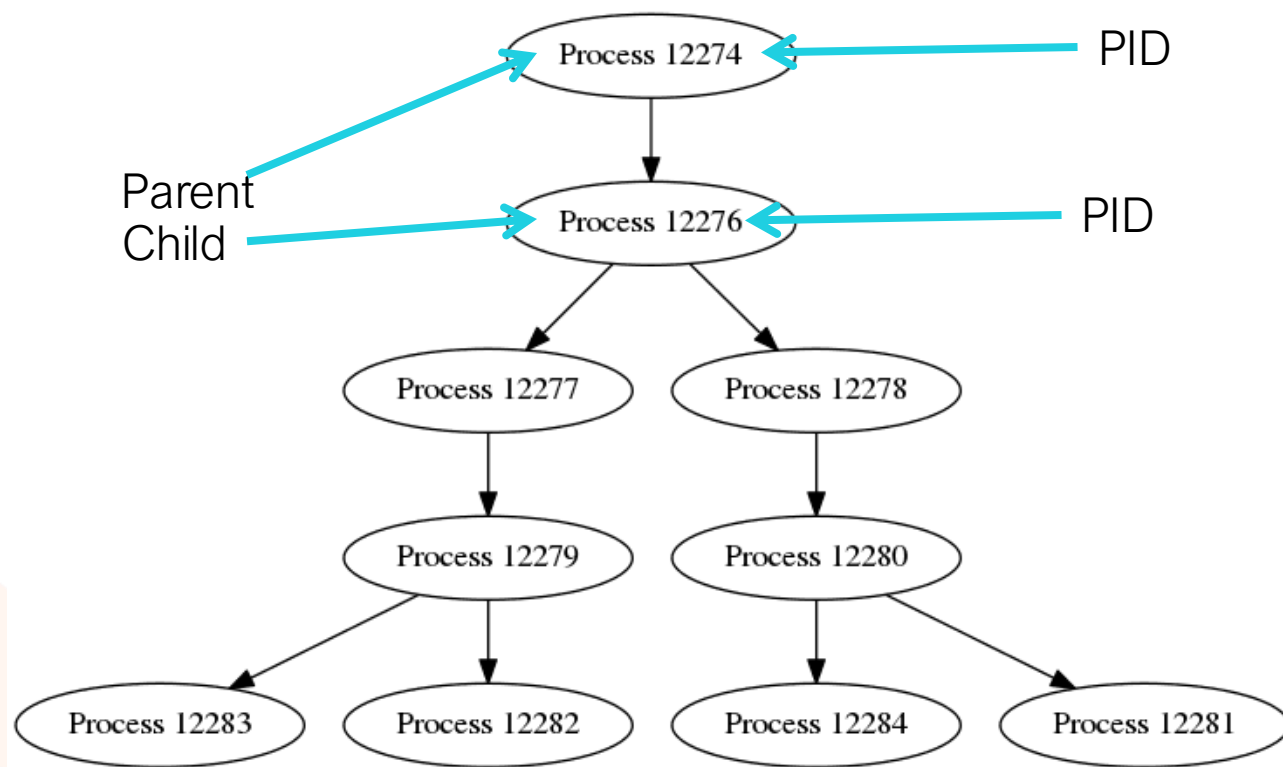 Process 12274
PID
Parent
Child
Process 12276
PID
Process 12277
Process 12278
Process 12279
Process 12280
Process 12283
Process 12282
Process 12284
Process 12281